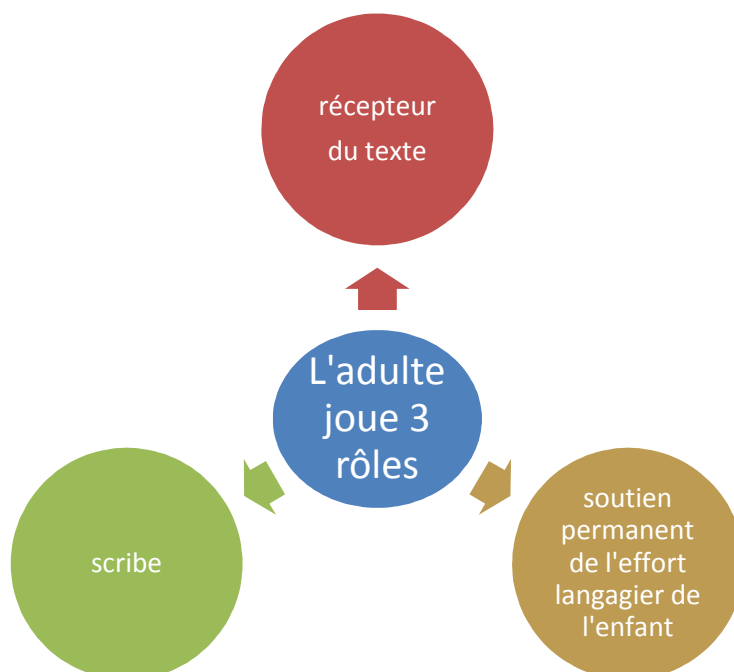 récepteur
du texte
L'adulte
joue 3
rôles
scribe
soutien
permanent
de l'effort
langagier de
l'enfant